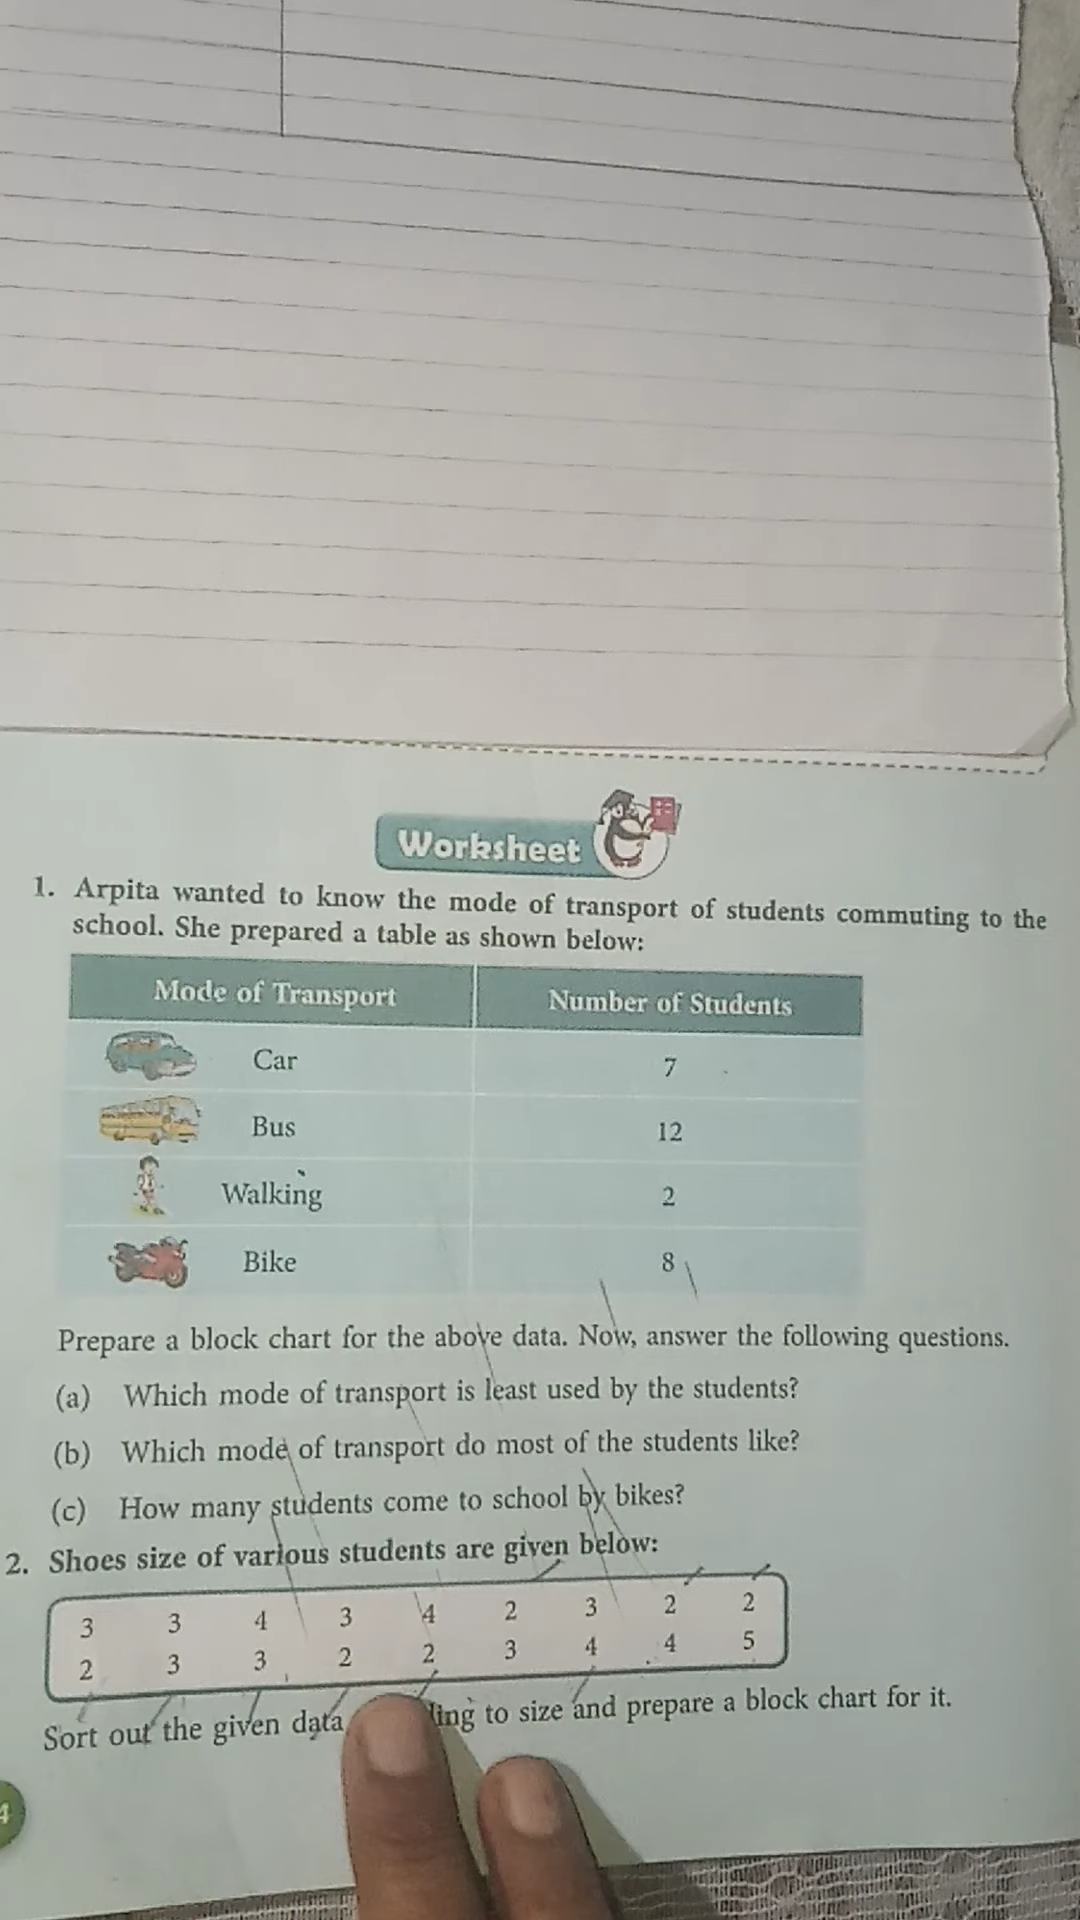 Worksheet
1. Arpita wanted to know the mode of transport of students commuting to the
school. She prepared a table as shown below:
Mode of Transport Number of Students
Car 7
Bus 12
Walking 2
Bike 8
Prepare a block chart for the above data. Now, answer the following questions.
(a) Which mode of transport is least used by the students?
(b) Which mode of transport do most of the students like?
(c) How many students come to school by bikes?
2. Shoes size of various students are given below:
3 3 4 3 4 2 3 2 2
2 3 3 2 2 3 4 4 5
Sort out the given data to size and prepare a block chart for it.
4